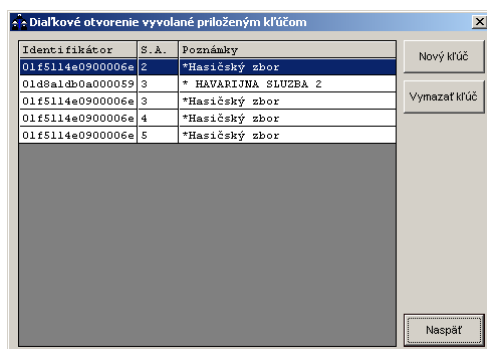 Diaľkové otvorenie vyvolané priloženým kľúčom
Identifikátor S.A. Poznámky
01f5114e0900006e 2 *Hasičský zbor
01d8a1db0a000059 3 * HAVARIJNA SLUZBA 2
01f5114e0900006e 3 *Hasičský zbor
01f5114e0900006e 4 *Hasičský zbor
01f5114e0900006e 5 *Hasičský zbor
Nový kľúč
Vymazať kľúč
Naspäť